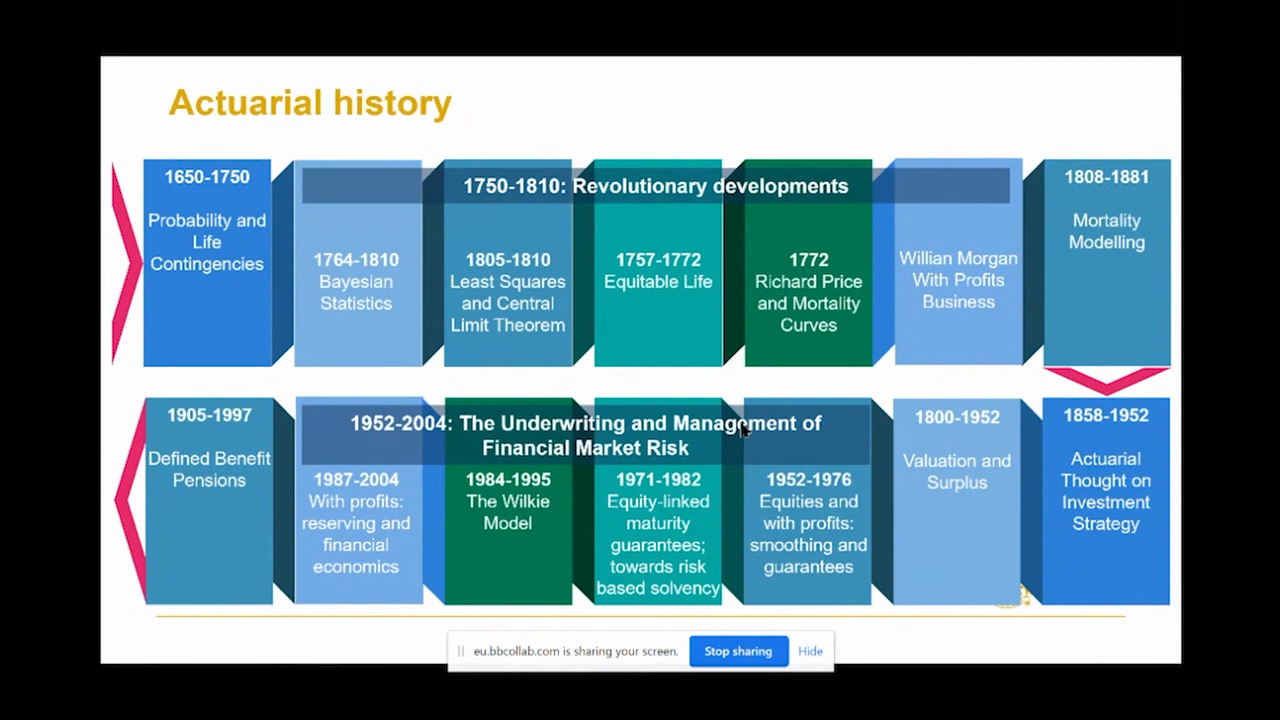 Actuarial history
1650-1750
Probability and
Life
Contingencies
1750-1810: Revolutionary developments
1764-1810
Bayesian
Statistics
1805-1810
Least Squares
and Central
Limit Theorem
1757-1772
Equitable Life
1772
Richard Price
and Mortality
Curves
Willian Morgan
With Profits
Business
1808-1881
Mortality
Modelling
1905-1997
Defined Benefit
Pensions
1952-2004: The Underwriting and Management of
Financial Market Risk
1987-2004
With profits:
reserving and
financial
economics
1984-1995
The Wilkie
Model
1971-1982
Equity-linked
maturity
guarantees;
towards risk
based solvency
1952-1976
Equities and
with profits:
smoothing and
guarantees
1800-1952
Valuation and
Surplus
1858-1952
Actuarial
Thought on
Investment
Strategy
eu.bbcollab.com is sharing your screen.
Stop sharing
Hide